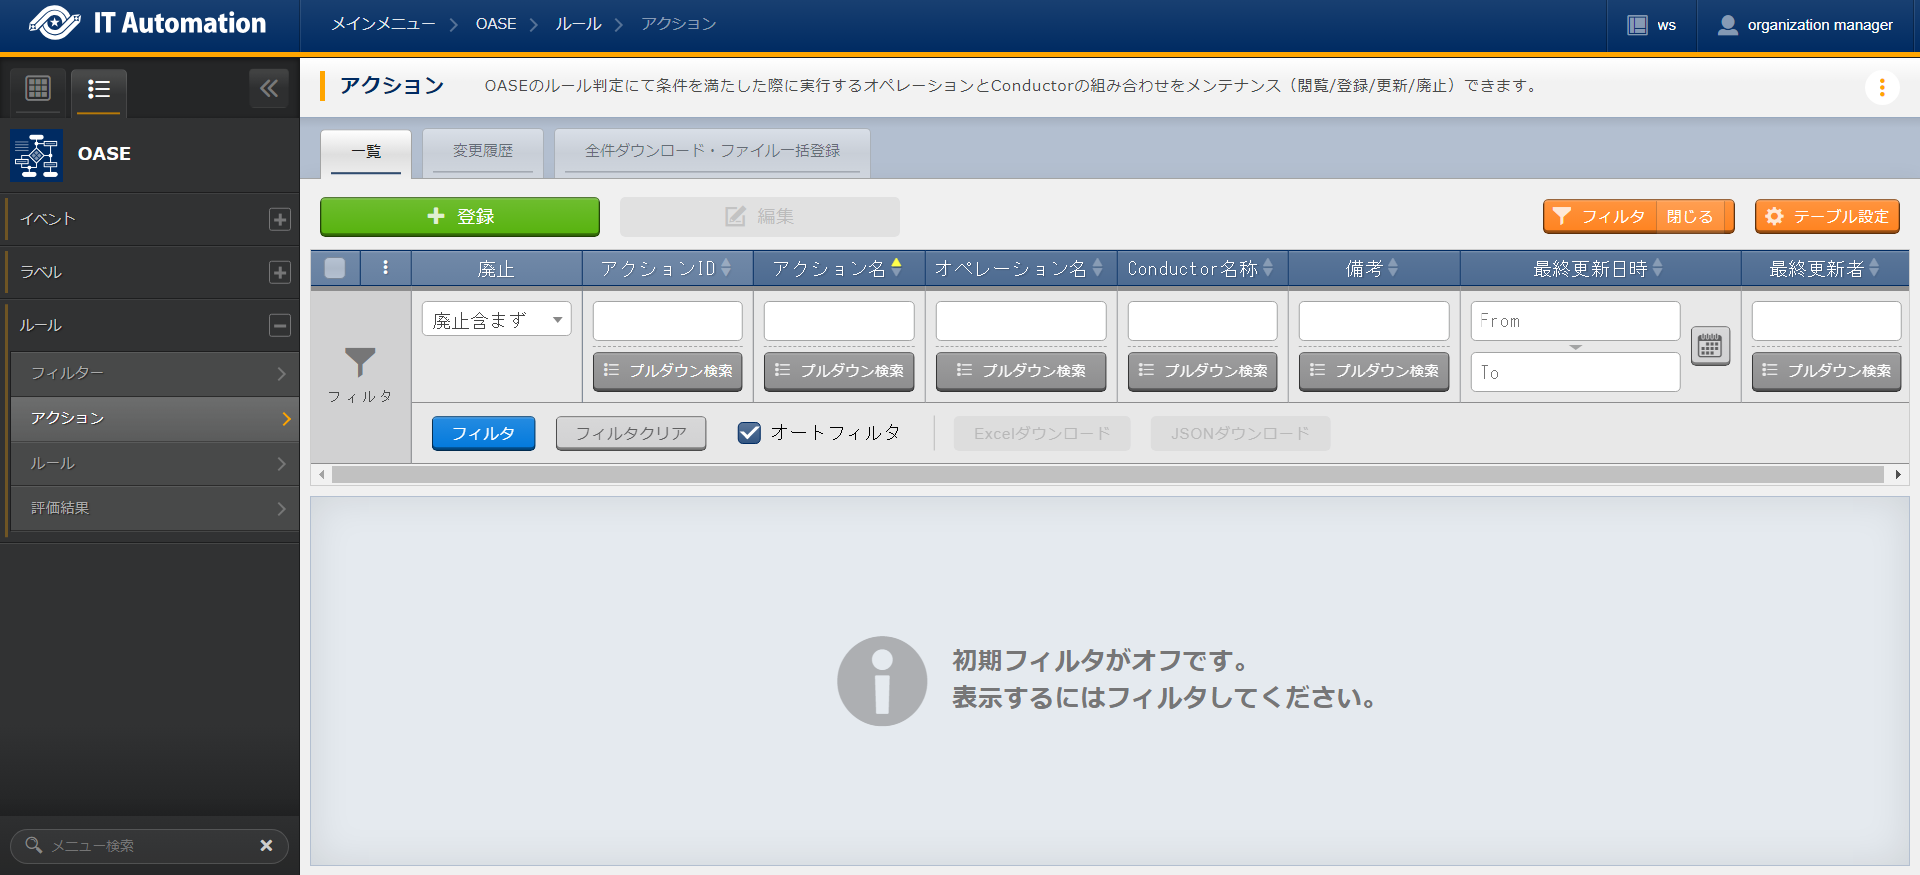 IT Automation
メインメニュー OASE ルール アクション
ws
organization manager
アクション
OASEのルール判定にて条件を満たした際に実行するオペレーションとConductorの組み合わせをメンテナンス（閲覧/登録/更新/廃止）できます。
OASE
イベント
ラベル
ルール
フィルター
アクション
ルール
評価結果
メニュー検索
一覧 変更履歴 全件ダウンロード・ファイル一括登録
登録 編集 フィルタ 閉じる テーブル設定
廃止 アクションID アクション名 オペレーション名 Conductor名称 備考 最終更新日時 最終更新者
フィルタ
廃止含まず From
プルダウン検索 プルダウン検索 プルダウン検索 プルダウン検索 プルダウン検索 To プルダウン検索
フィルタ フィルタクリア オートフィルタ Excelダウンロード JSONダウンロード
初期フィルタがオフです。
表示するにはフィルタしてください。